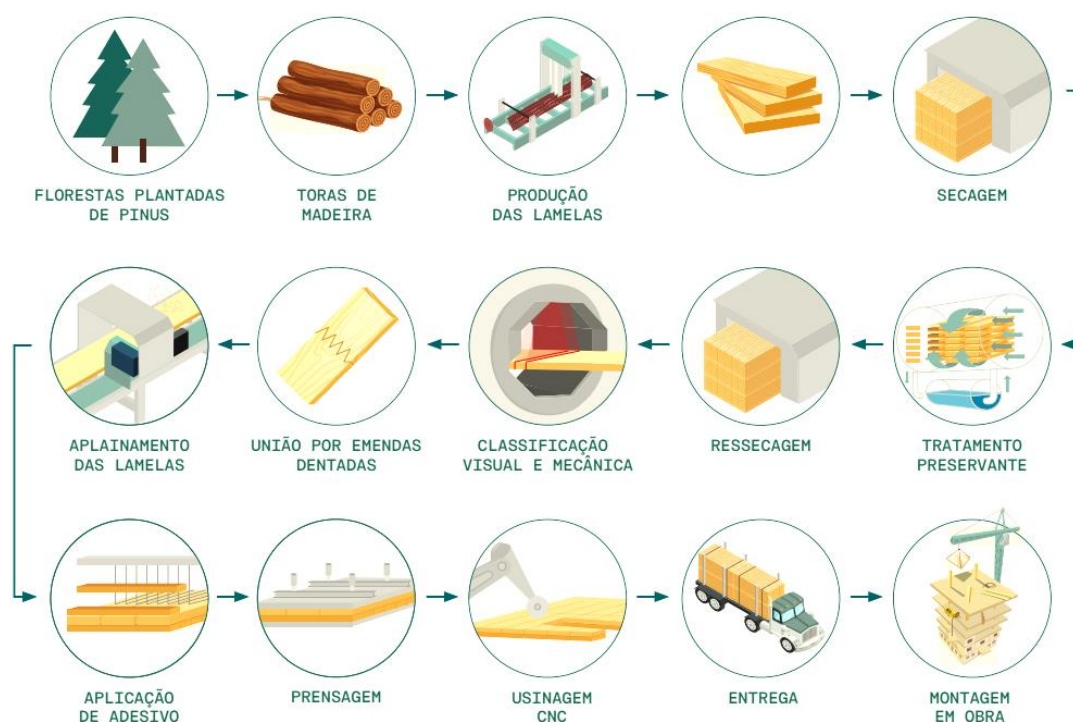 FLORESTAS PLANTADAS
DE PINUS
TORAS DE
MADEIRA
PRODUÇÃO
DAS LAMELAS
SECAGEM
APLAINAMENTO
DAS LAMELAS
UNIÃO POR EMENDAS
DENTADAS
CLASSIFICAÇÃO
VISUAL E MECÂNICA
RESSECAGEM
TRATAMENTO
PRESERVANTE
APLICAÇÃO
DE ADESIVO
PRENSAGEM
USINAGEM
CNC
ENTREGA
MONTAGEM
EM OBRA